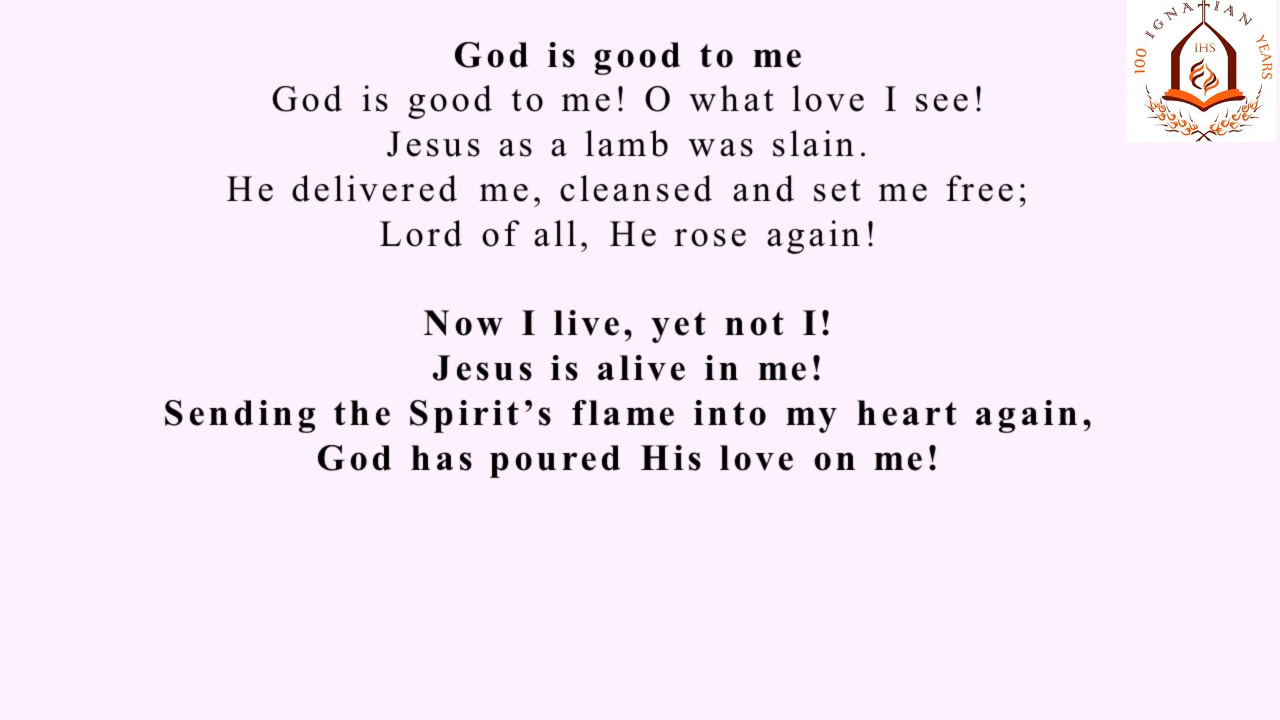 God is good to me
God is good to me! O what love I see!
Jesus as a lamb was slain.
He delivered me, cleansed and set me free;
Lord of all, He rose again!
Now I live, yet not I!
Jesus is alive in me!
Sending the Spirit’s flame into my heart again,
God has poured His love on me!
100 IGNATIAN YEARS
IHS